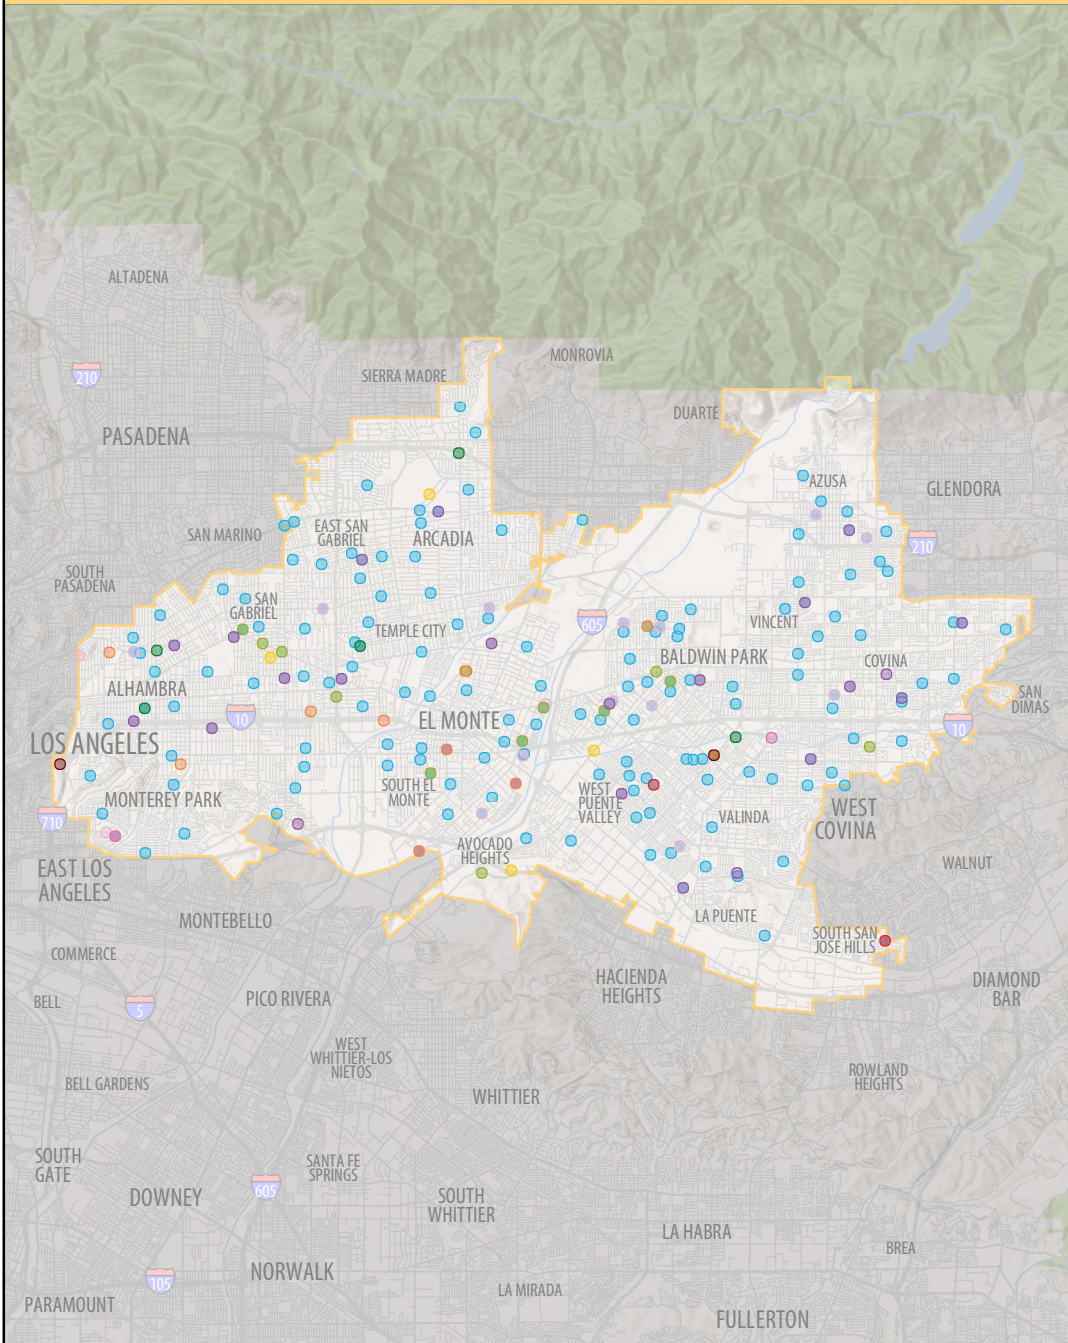 ALTADENA
MONROVIA
210
SIERRA MADRE
DUARTE
PASADENA
AZUSA
GLENDORA
SAN MARINO
EAST SAN
GABRIEL
ARCADIA
210
SOUTH
PASADENA
SAN
GABRIEL
605
VINCENT
TEMPLE CITY
BALDWIN PARK
COVINA
ALHAMBRA
SAN
DIMAS
10
EL MONTE
10
LOS ANGELES
SOUTH EL
MONTE
WEST
PUENTE
VALLEY
MONTEREY PARK
VALINDA
WEST
COVINA
710
AVOCADO
HEIGHTS
EAST LOS
ANGELES
WALNUT
MONTEBELLO
LA PUENTE
SOUTH SAN
JOSE HILLS
COMMERCE
HACIENDA
HEIGHTS
DIAMOND
BAR
BELL
5
PICO RIVERA
WEST
WHITTIER-LOS
NIETOS
ROWLAND
HEIGHTS
BELL GARDENS
WHITTIER
SOUTH
GATE
SANTA FE
SPRINGS
605
DOWNEY
SOUTH
WHITTIER
LA HABRA
BREA
NORWALK
105
LA MIRADA
PARAMOUNT
FULLERTON